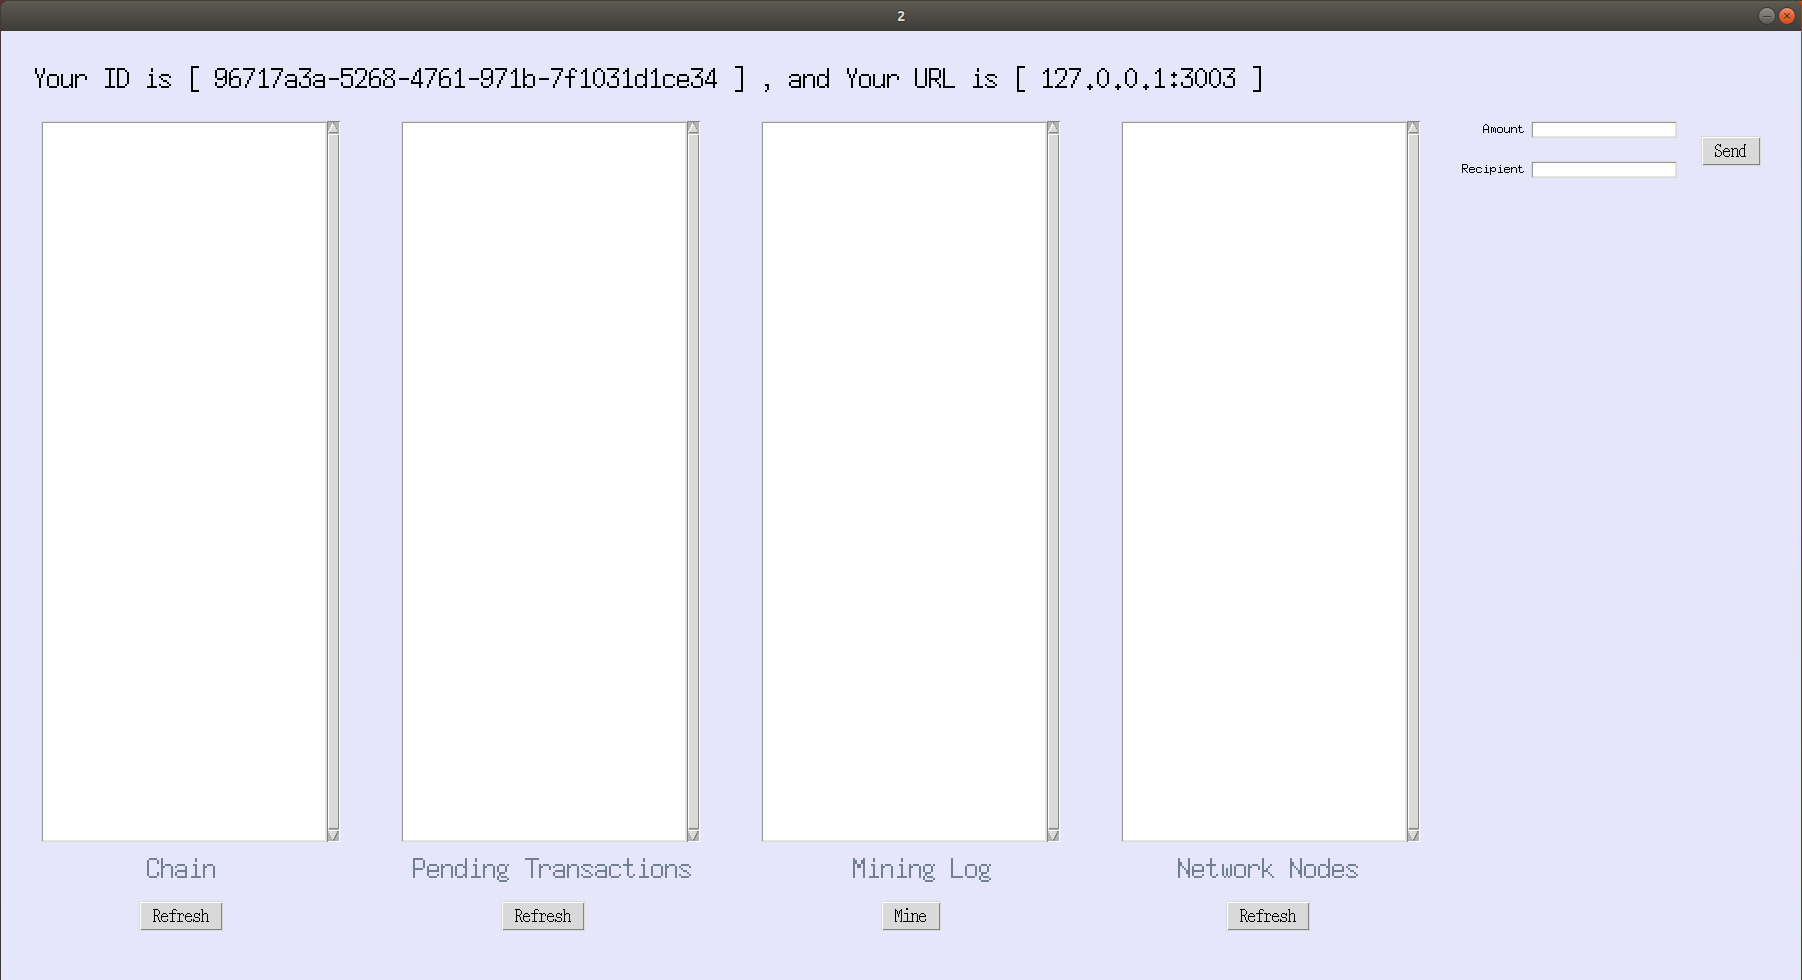 2
Your ID is [ 96717a3a-5268-4761-971b-7f1031d1ce34 ] , and Your URL is [ 127.0.0.1:3003 ]
Amount
Recipient
Send
Chain
Pending Transactions
Mining Log
Network Nodes
Refresh
Refresh
Mine
Refresh